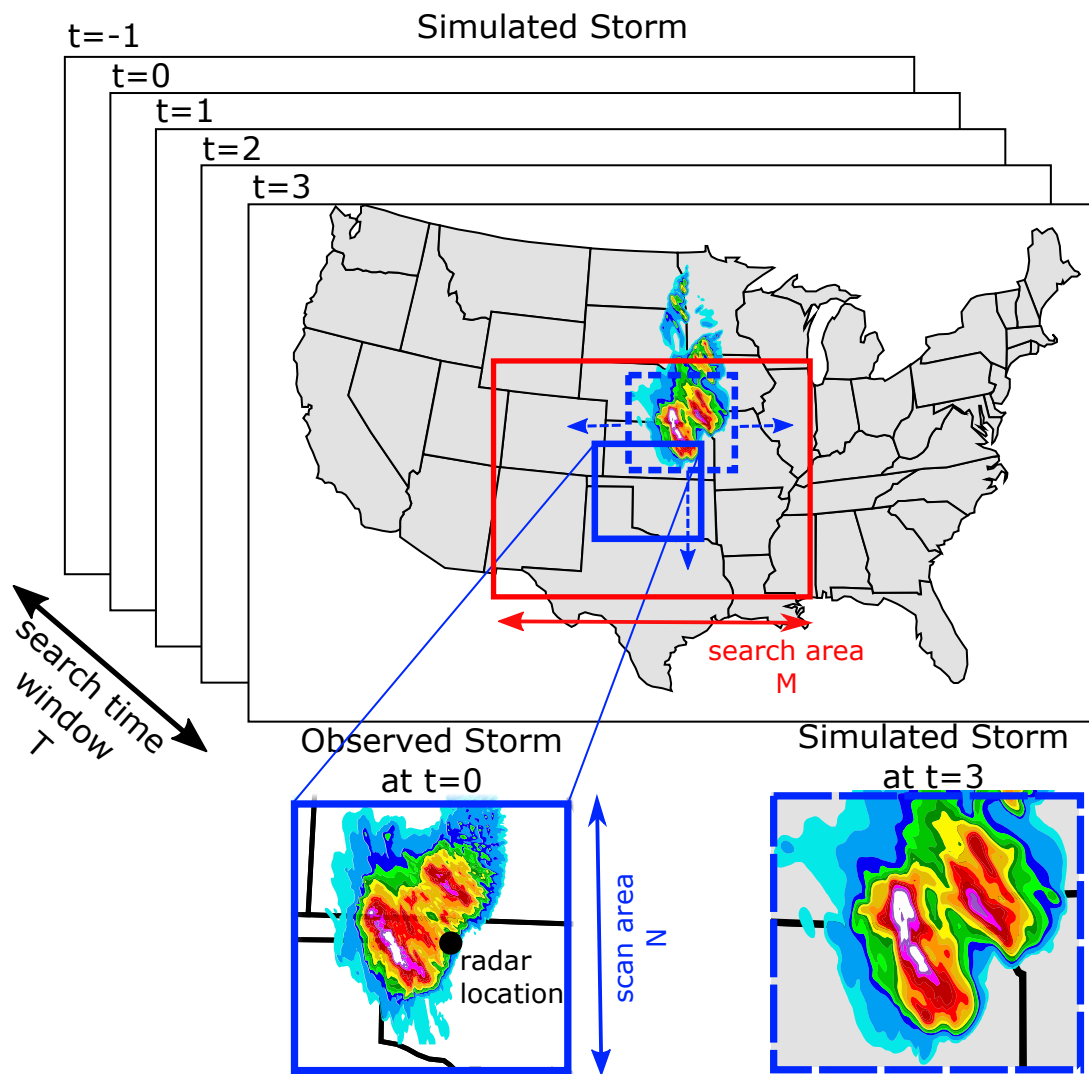 Simulated Storm
t=-1
t=0
t=1
t=2
t=3
search area
M
search time
window
T
Observed Storm
at t=0
Simulated Storm
at t=3
scan area
N
radar
location